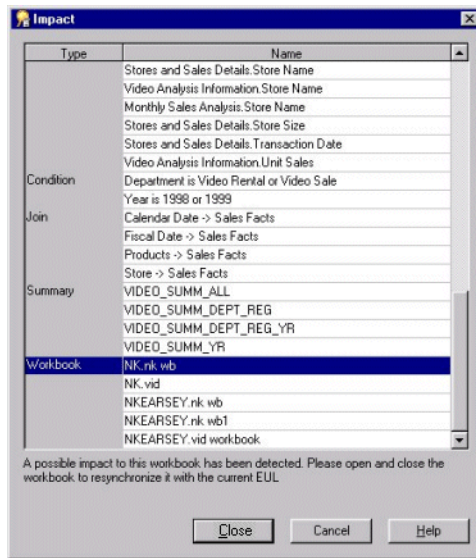 Impact
Type Name
Stores and Sales Details.Store Name
Video Analysis Information.Store Name
Monthly Sales Analysis.Store Name
Stores and Sales Details.Store Size
Stores and Sales Details.Transaction Date
Video Analysis Information.Unit Sales
Condition Department is Video Rental or Video Sale
Year is 1998 or 1999
Join Calendar Date -> Sales Facts
Fiscal Date -> Sales Facts
Products -> Sales Facts
Store -> Sales Facts
Summary VIDEO_SUMM_ALL
VIDEO_SUMM_DEPT_REG
VIDEO_SUMM_DEPT_REG_YR
VIDEO_SUMM_YR
Workbook NK.nk wb
NK.vid
NKEARSEY.nk wb
NKEARSEY.nk wb1
NKEARSEY.vid workbook
A possible impact to this workbook has been detected. Please open and close the
workbook to resynchronize it with the current EUL
Close Cancel Help